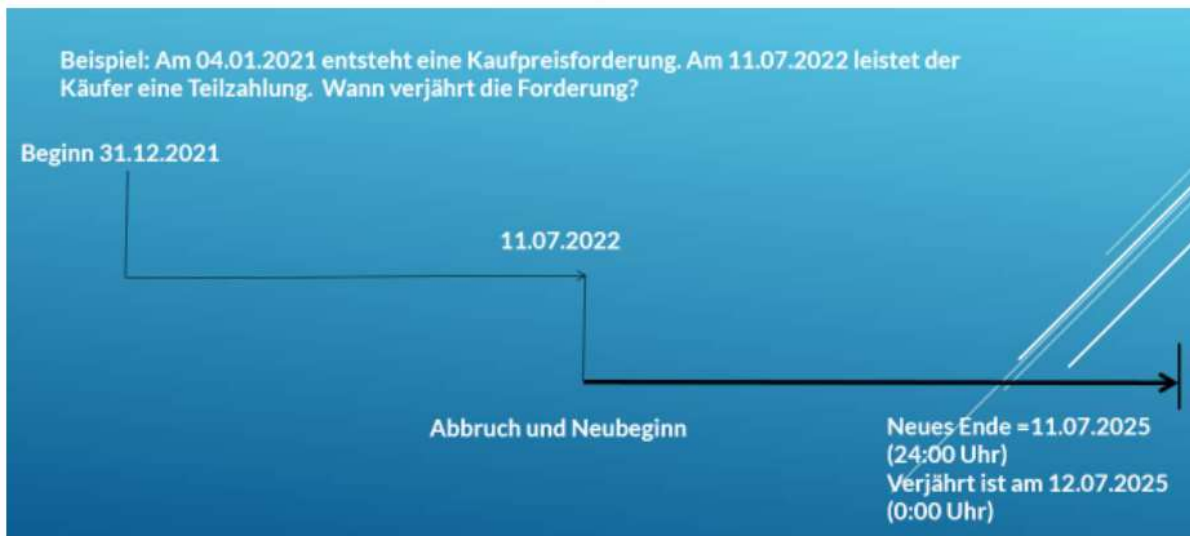 Beispiel: Am 04.01.2021 entsteht eine Kaufpreisforderung. Am 11.07.2022 leistet der
Käufer eine Teilzahlung. Wann verjährt die Forderung?
Beginn 31.12.2021
11.07.2022
Abbruch und Neubeginn
Neues Ende =11.07.2025
(24:00 Uhr)
Verjährt ist am 12.07.2025
(0:00 Uhr)